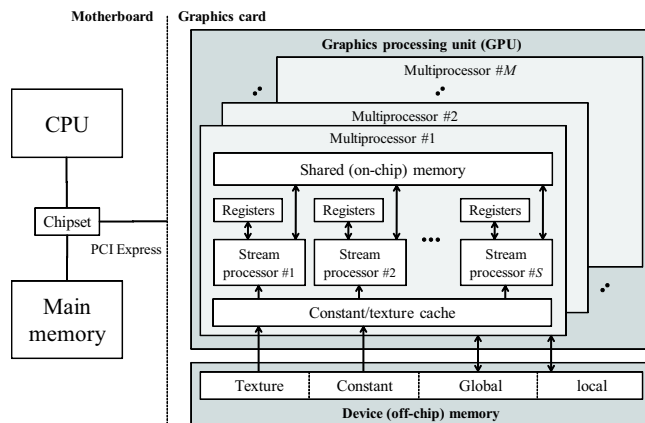 Motherboard
Graphics card
Graphics processing unit (GPU)
Multiprocessor #M
Multiprocessor #2
Multiprocessor #1
CPU
Shared (on-chip) memory
Chipset
Registers
Registers
Registers
PCI Express
Stream
processor #1
Stream
processor #2
Stream
processor #S
Main
memory
Constant/texture cache
Texture
Constant
Global
local
Device (off-chip) memory